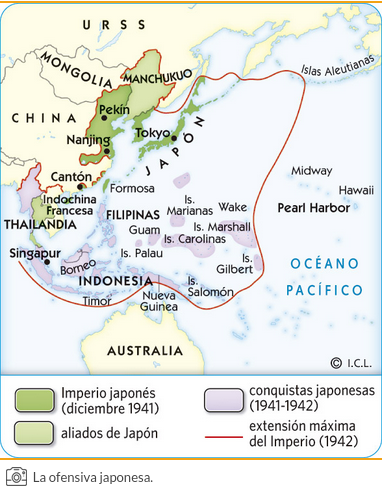 U R S S
Islas Aleutianas
MONGOLIA
MANCHUKUO
Pekín
CHINA
Tokyo
Nanjing
JAPÓN
Cantón
Formosa
Midway
Hawaii
Indochina
Francesa
FILIPINAS
Is.
Marianas
Wake
Pearl Harbor
THAILANDIA
Guam
Is. Marshall
Is. Carolinas
Singapur
Is. Palau
Is.
Gilbert
OCÉANO
PACÍFICO
Borneo
INDONESIA
Is.
Salomón
Timor
Nueva
Guinea
AUSTRALIA
© I.C.L.
Imperio japonés
(diciembre 1941)
aliados de Japón
conquistas japonesas
(1941-1942)
extensión máxima
del Imperio (1942)
La ofensiva japonesa.